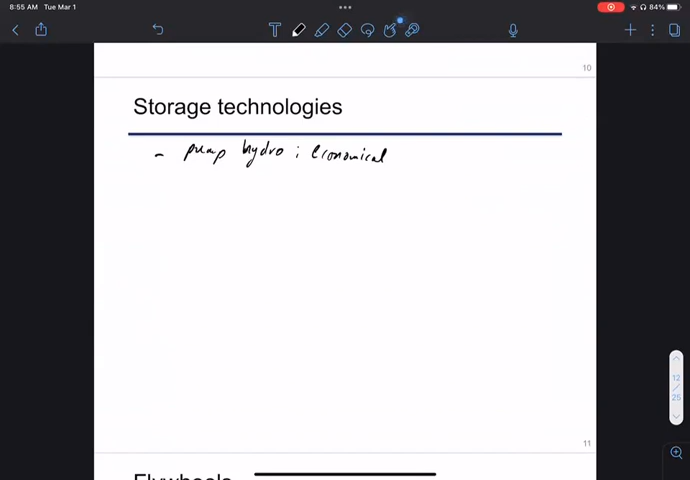 8:55 AM Tue Mar 1
84%
10
Storage technologies
- pump hydro ; economical
12
/
25
11
Flywheels